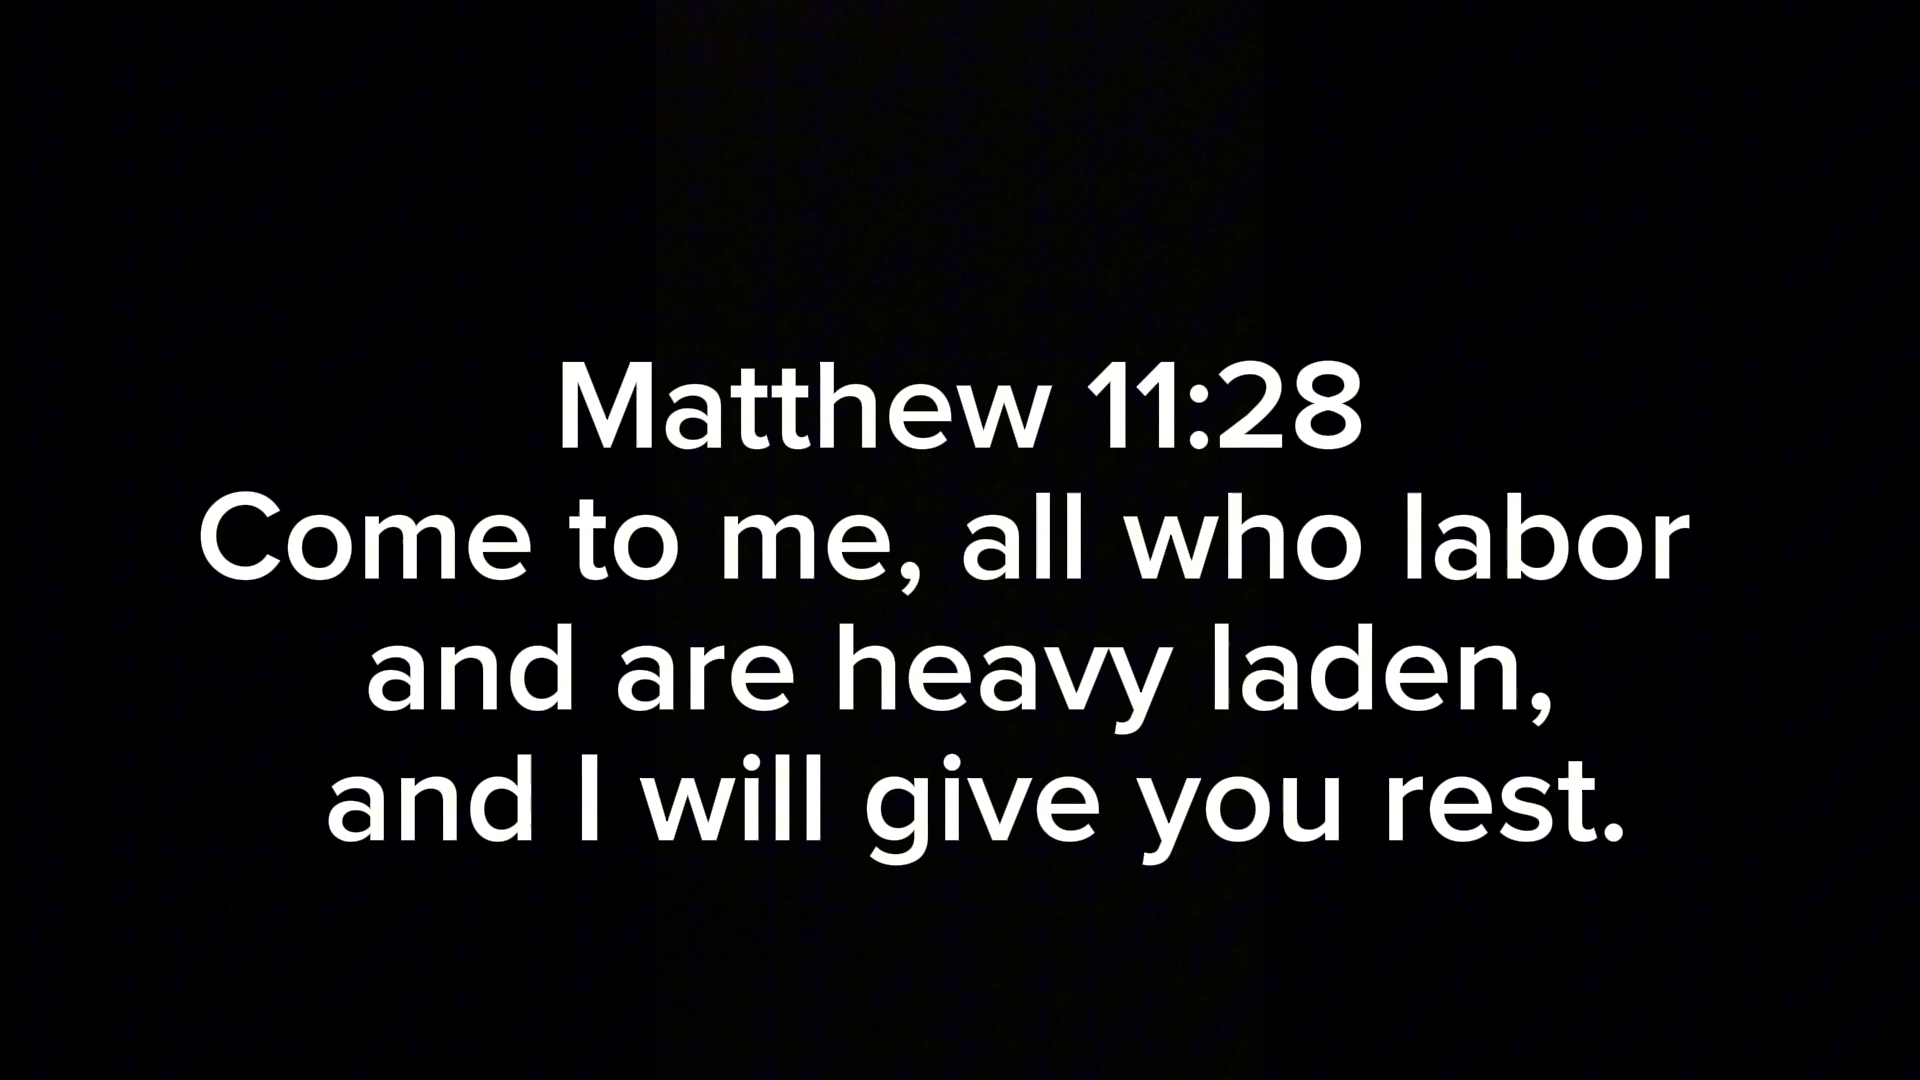 Matthew 11:28
Come to me, all who labor
and are heavy laden,
and I will give you rest.